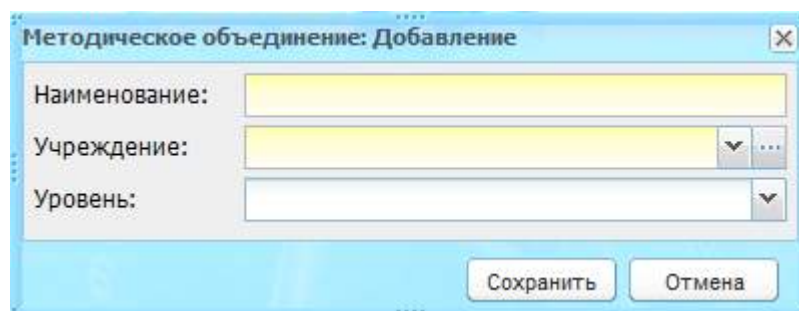 Методическое объединение: Добавление
Наименование:
Учреждение:
Уровень:
Сохранить Отмена